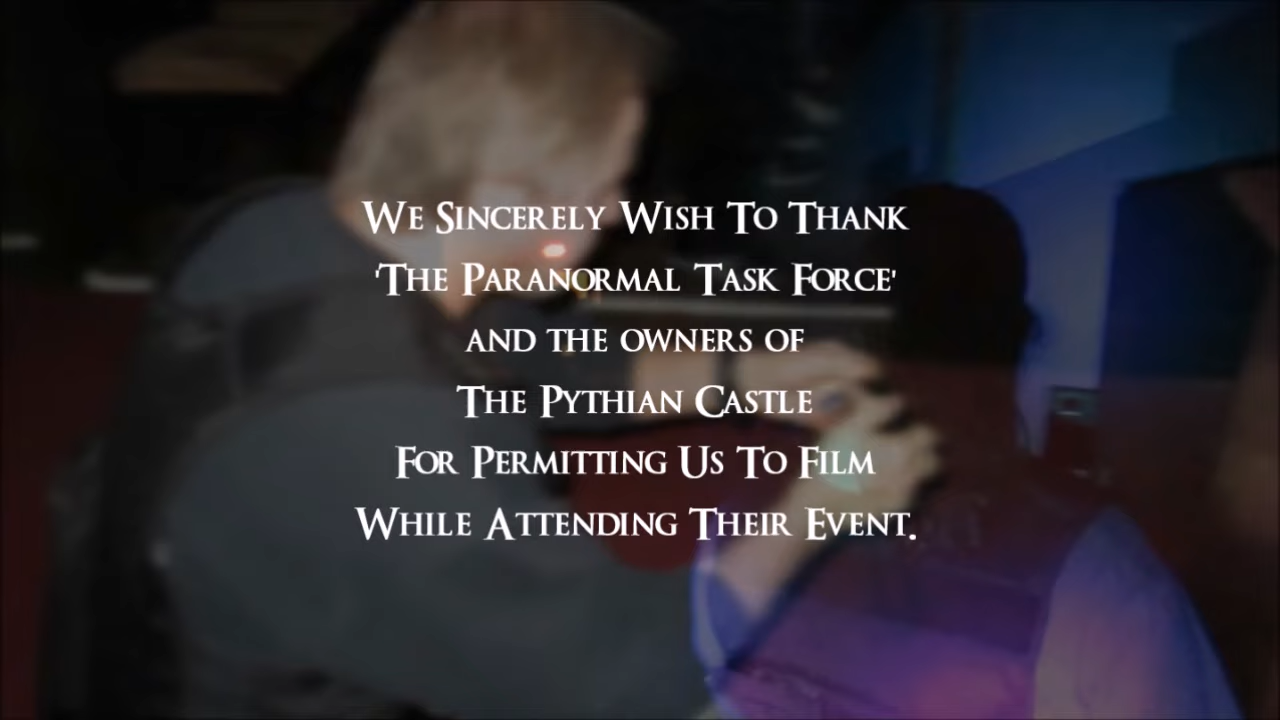 We Sincerely Wish To Thank
'The Paranormal Task Force'
and the owners of
The Pythian Castle
For Permitting Us To Film
While Attending Their Event.